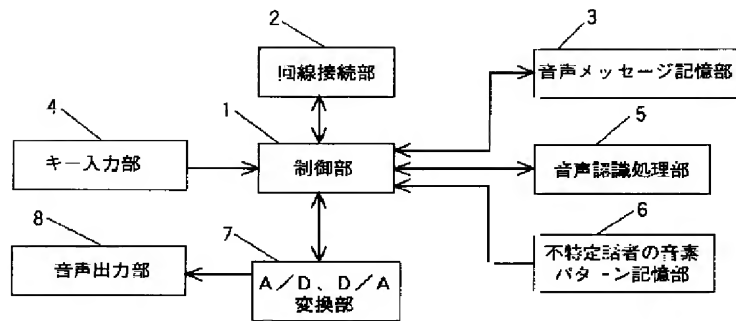 2
回線接続部
3
音声メッセージ記憶部
4
キー入力部
1
制御部
5
音声認識処理部
6
不特定話者の音素
パターン記憶部
8
音声出力部
7
A/D、D/A
変換部